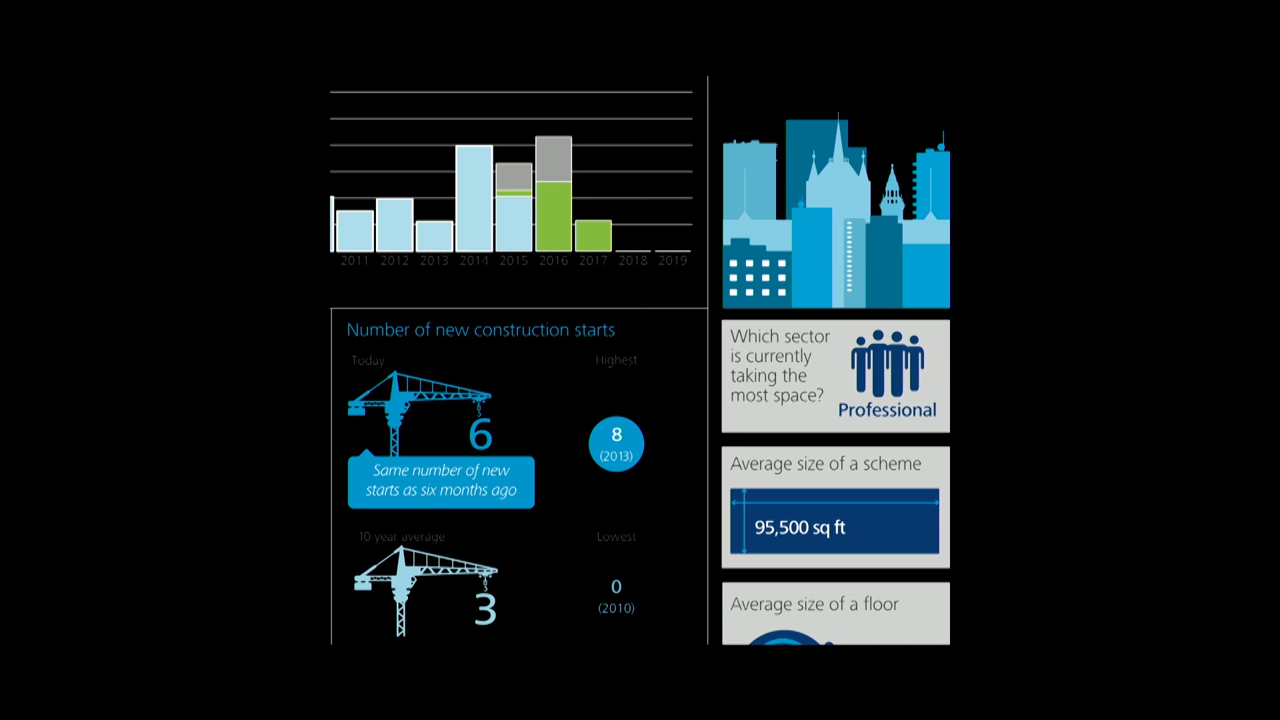 2011 2012 2013 2014 2015 2016 2017 2018 2019
Number of new construction starts
Today
Highest
6
8
(2013)
Same number of new
starts as six months ago
10 year average
Lowest
3
0
(2010)
Which sector
is currently
taking the
most space?
Professional
Average size of a scheme
95,500 sq ft
Average size of a floor